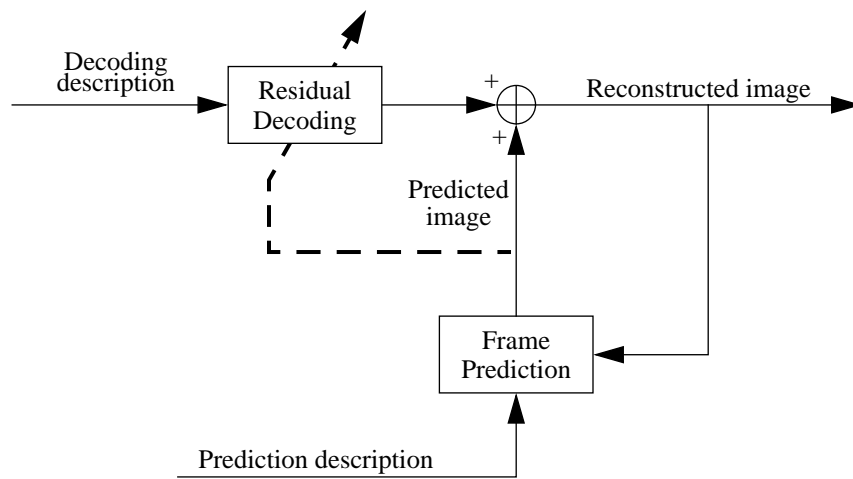 Decoding
description
Residual
Decoding
+
+
Reconstructed image
Predicted
image
Frame
Prediction
Prediction description